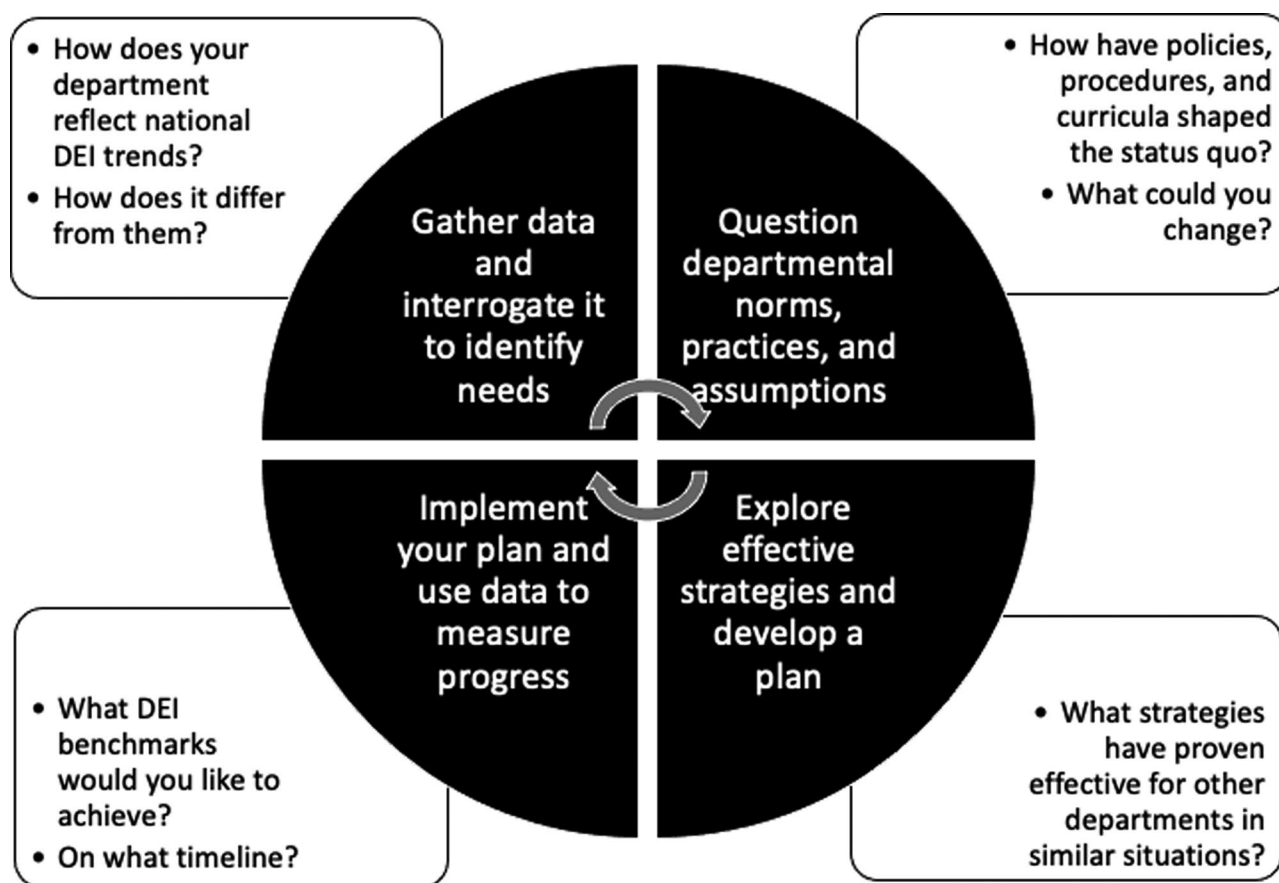 • How does your
department
reflect national
DEI trends?
• How does it differ
from them?
• How have policies,
procedures, and
curricula shaped
the status quo?
• What could you
change?
Gather data
and
interrogate it
to identify
needs
Question
departmental
norms,
practices, and
assumptions
Implement
your plan and
use data to
measure
progress
Explore
effective
strategies and
develop a
plan
• What DEI
benchmarks
would you like to
achieve?
• On what timeline?
• What strategies
have proven
effective for other
departments in
similar situations?